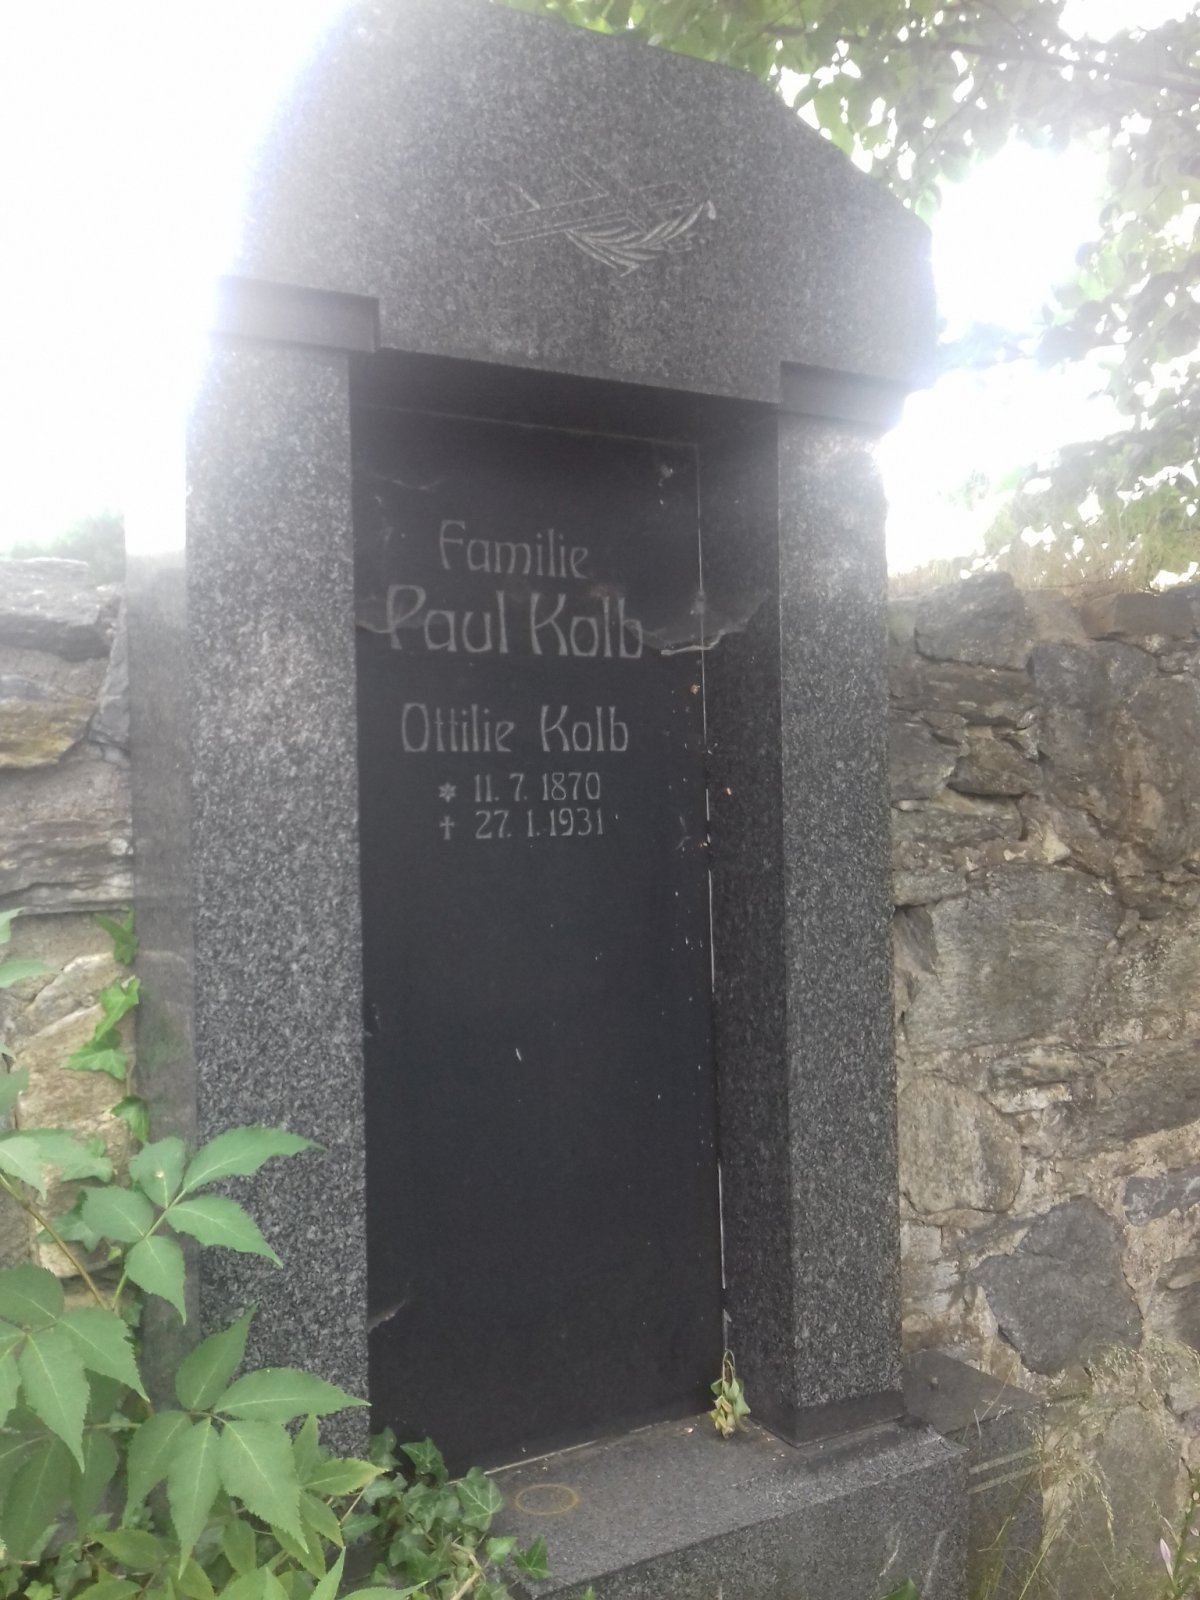 Familie
Paul Kolb
Ottilie Kolb
* 11. 7. 1870
† 27. 1. 1931